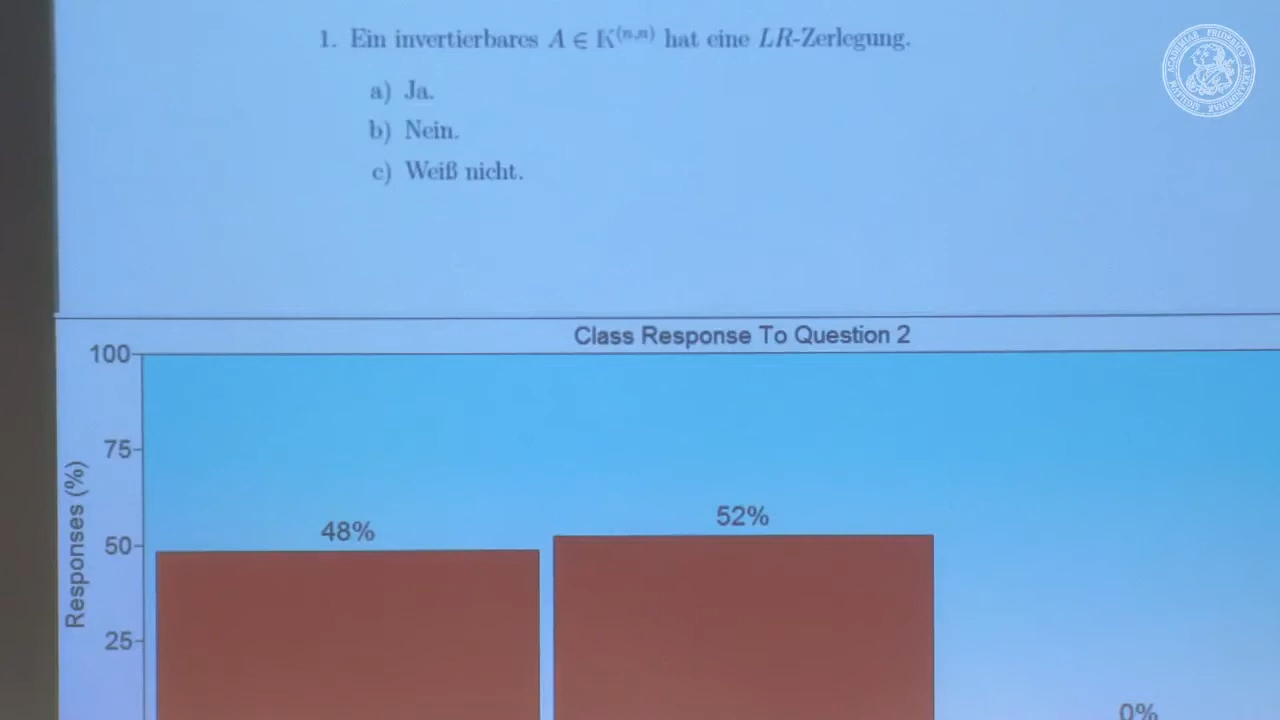 1. Ein invertierbares A ∈ K^(n,n) hat eine LR-Zerlegung.
a) Ja.
b) Nein.
c) Weiß nicht.
Class Response To Question 2
100
75
50
25
Responses (%)
48%
52%
0%